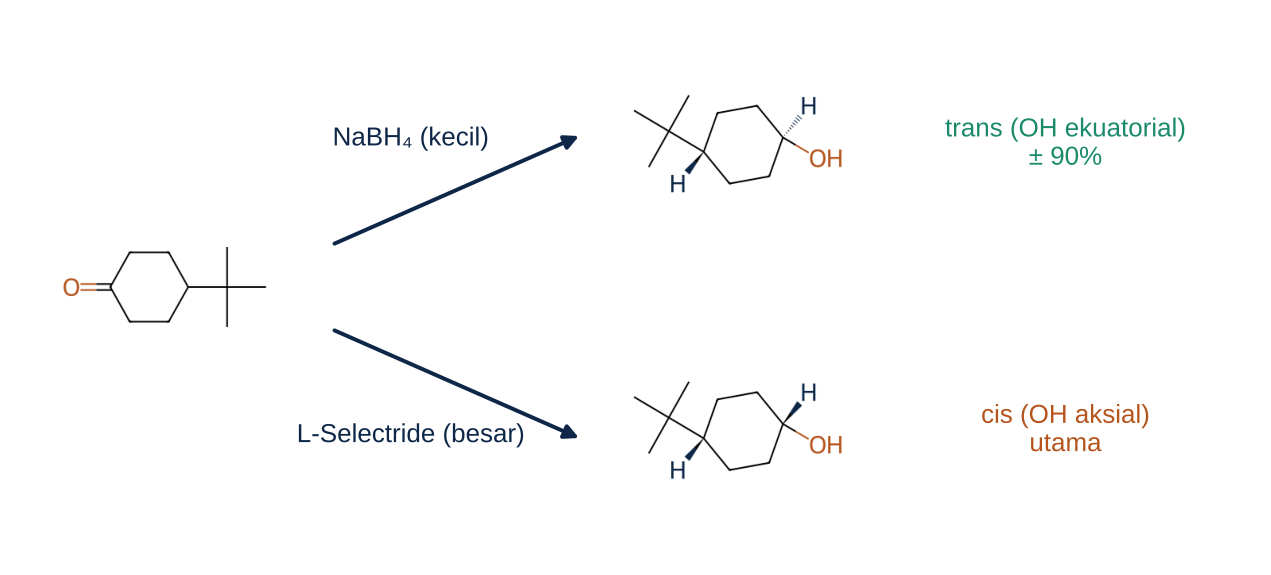 NaBH₄ (kecil)
H
OH
H
trans (OH ekuatorial)
± 90%
O
L-Selectride (besar)
H
OH
H
cis (OH aksial)
utama